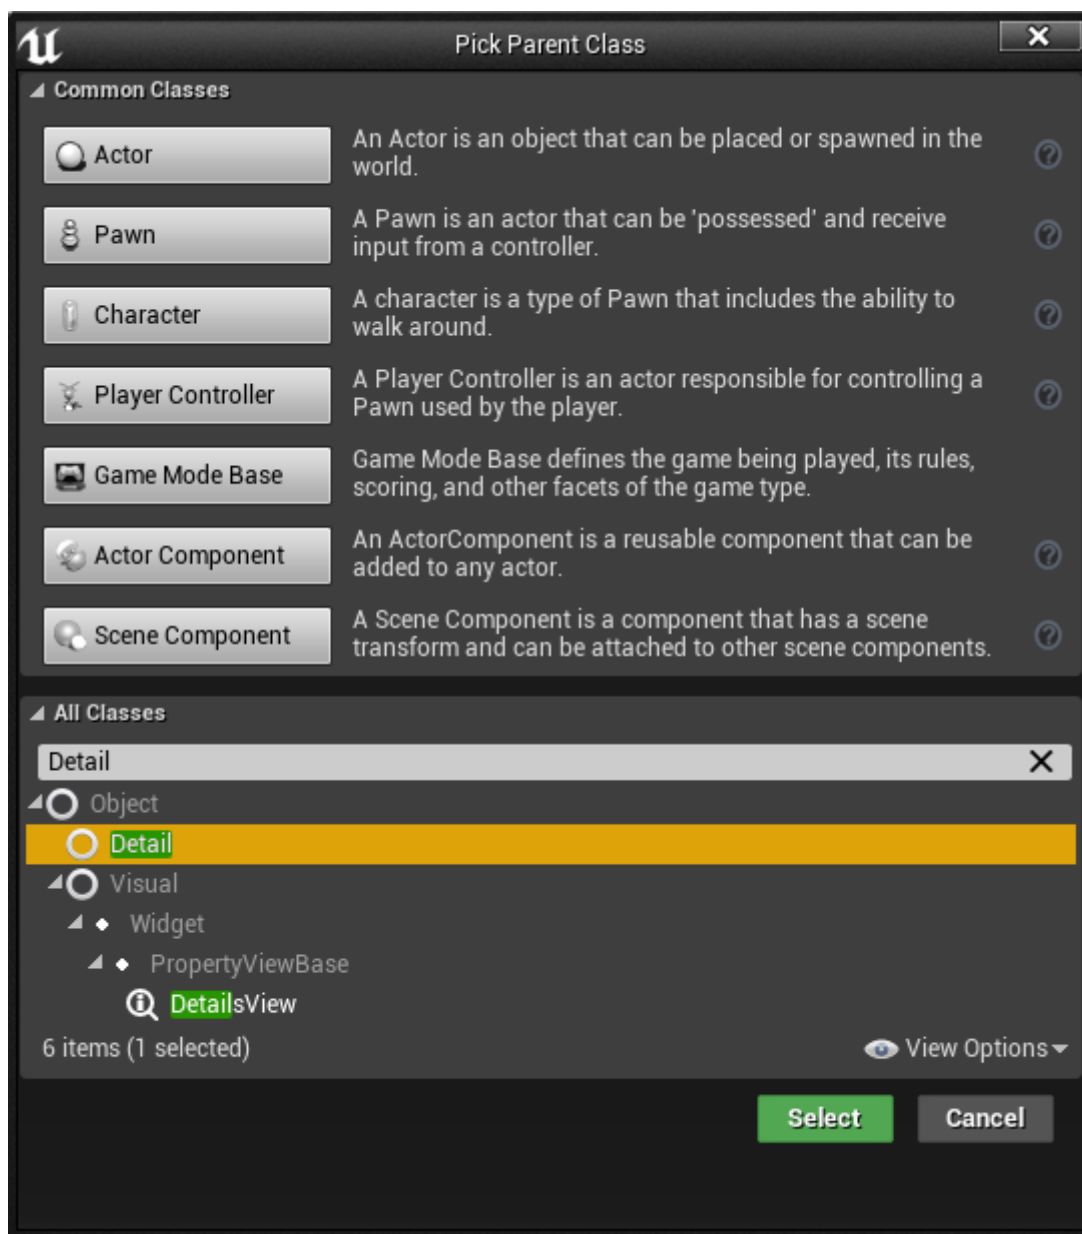 Pick Parent Class
Common Classes
Actor
An Actor is an object that can be placed or spawned in the
world.
Pawn
A Pawn is an actor that can be 'possessed' and receive
input from a controller.
Character
A character is a type of Pawn that includes the ability to
walk around.
Player Controller
A Player Controller is an actor responsible for controlling a
Pawn used by the player.
Game Mode Base
Game Mode Base defines the game being played, its rules,
scoring, and other facets of the game type.
Actor Component
An ActorComponent is a reusable component that can be
added to any actor.
Scene Component
A Scene Component is a component that has a scene
transform and can be attached to other scene components.
All Classes
Detail
Object
Detail
Visual
Widget
PropertyViewBase
DetailsView
6 items (1 selected)
View Options
Select
Cancel